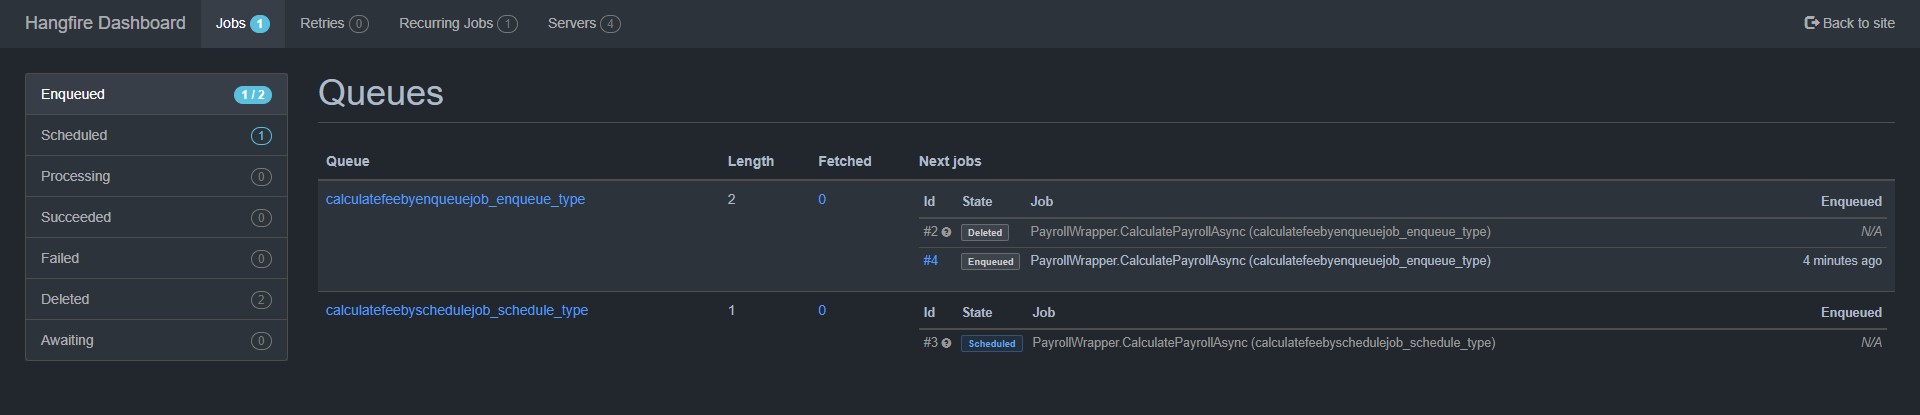 Hangfire Dashboard Jobs 1 Retries 0 Recurring Jobs 1 Servers 4 Back to site
Enqueued 1 / 2
Scheduled 1
Processing 0
Succeeded 0
Failed 0
Deleted 2
Awaiting 0
Queues
Queue Length Fetched Next jobs
calculatefeebyenqueuejob_enqueue_type 2 0
Id State Job Enqueued
#2 ? Deleted PayrollWrapper.CalculatePayrollAsync (calculatefeebyenqueuejob_enqueue_type) N/A
#4 Enqueued PayrollWrapper.CalculatePayrollAsync (calculatefeebyenqueuejob_enqueue_type) 4 minutes ago
calculatefeebyschedulejob_schedule_type 1 0
Id State Job Enqueued
#3 ? Scheduled PayrollWrapper.CalculatePayrollAsync (calculatefeebyschedulejob_schedule_type) N/A